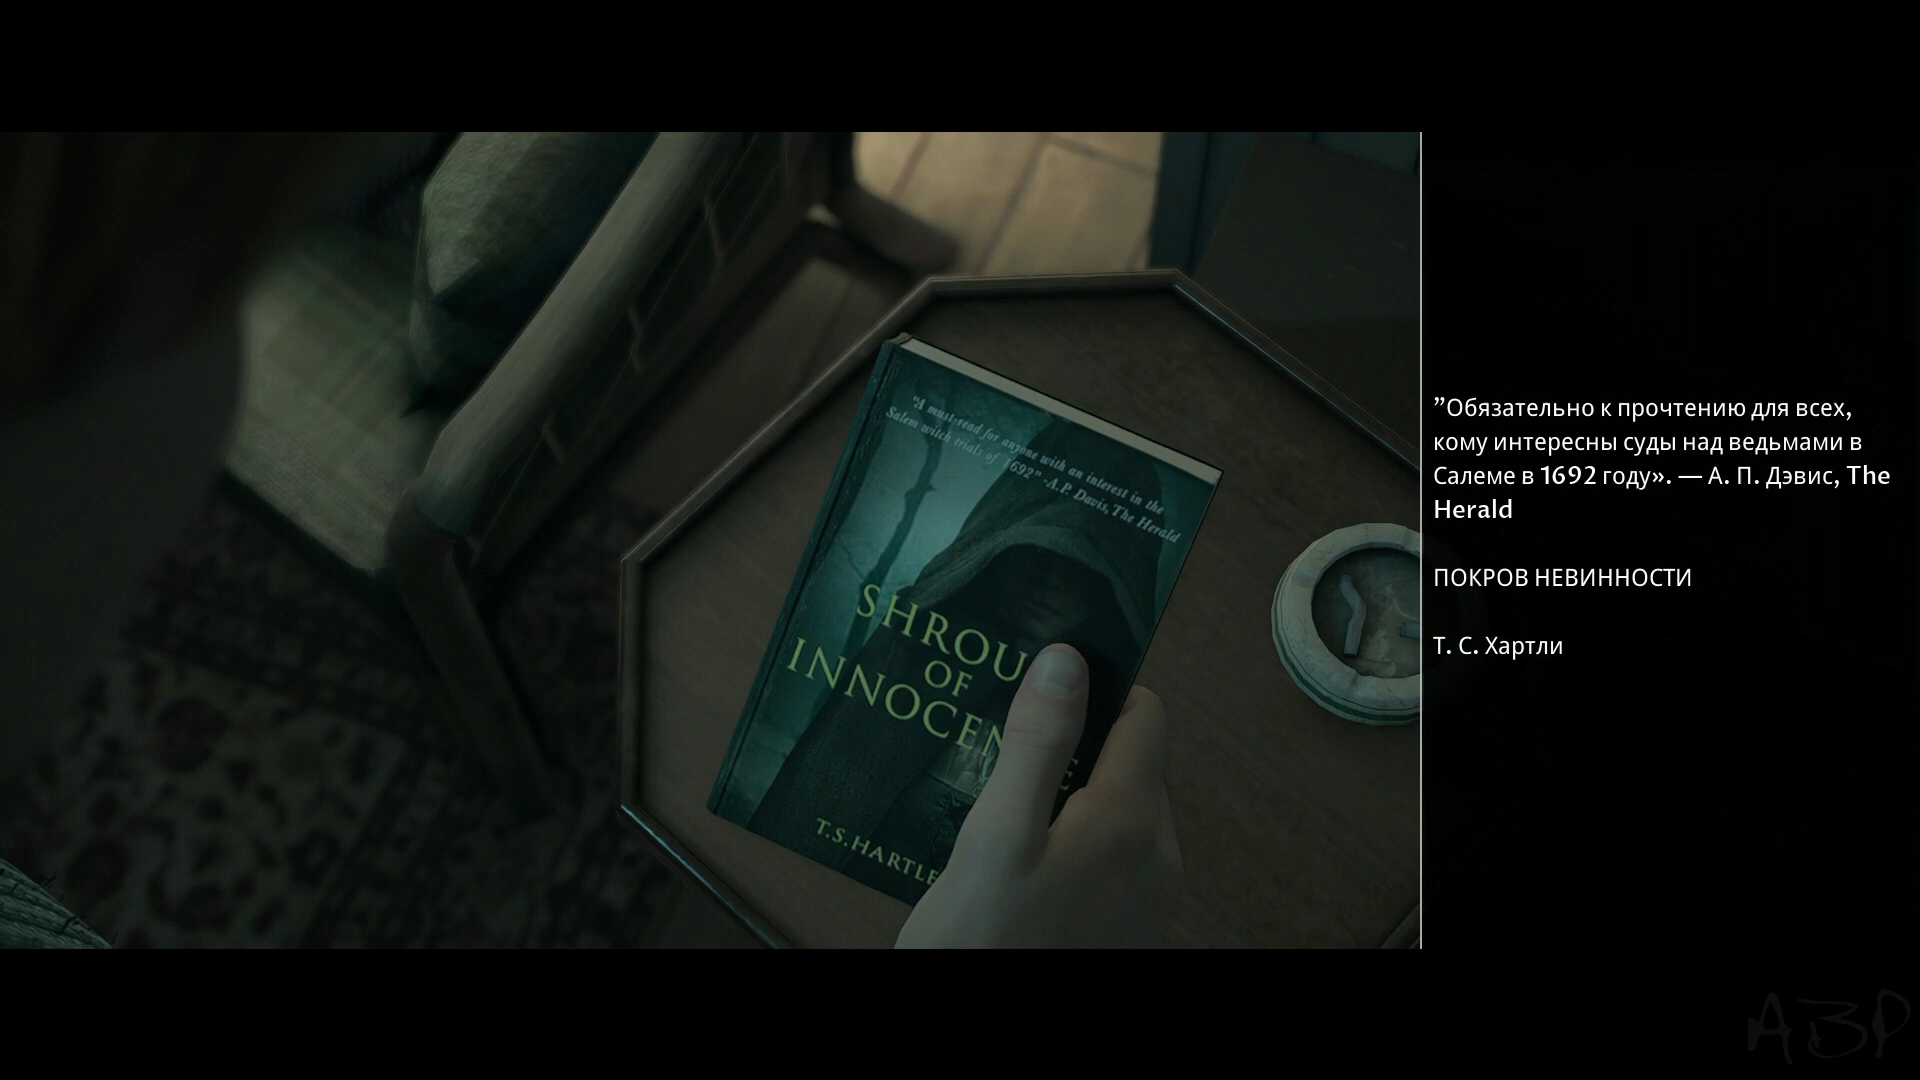 “A must-read for anyone with an interest in the
Salem witch trials of 1692” -A.P. Davis, The Herald
SHROU
OF
INNOCEN E
T.S.HARTLE
”Обязательно к прочтению для всех,
кому интересны суды над ведьмами в
Салеме в 1692 году». — А. П. Дэвис, The
Herald
ПОКРОВ НЕВИННОСТИ
Т. С. Хартли
ABP